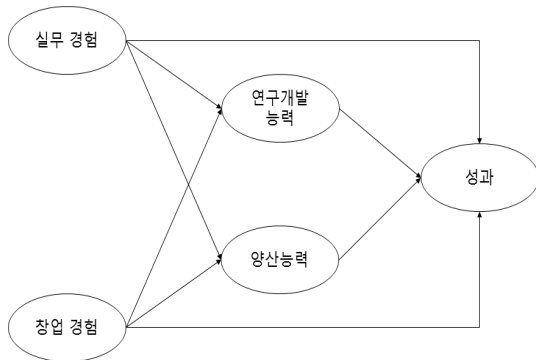 실무 경험
연구개발
능력
성과
양산능력
창업 경험